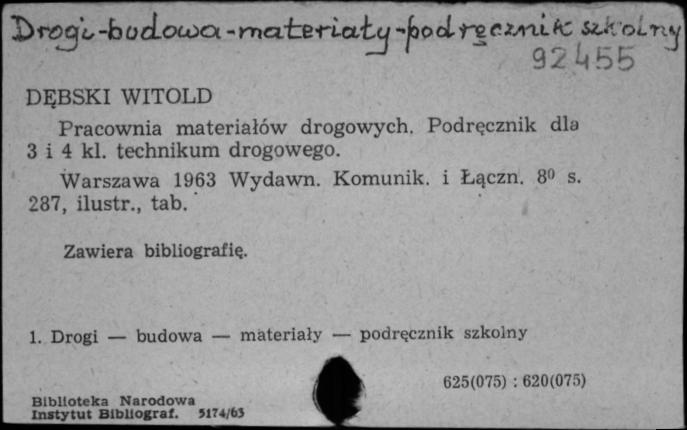 Drogi-budowa-materiały-podręcznik szkolny
92455
DĘBSKI WITOLD
Pracownia materiałów drogowych. Podręcznik dla
3 i 4 kl. technikum drogowego.
Warszawa 1963 Wydawn. Komunik. i Łączn. 8⁰ s.
287, ilustr., tab.
Zawiera bibliografię.
1. Drogi — budowa — materiały — podręcznik szkolny
625(075) : 620(075)
Biblioteka Narodowa
Instytut Bibliograf. 5174/63